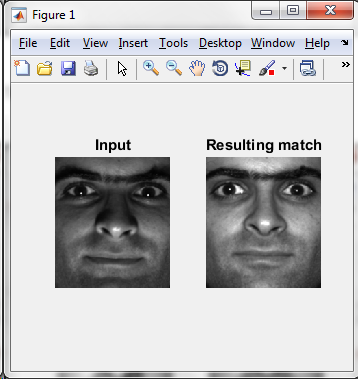 Figure 1
File Edit View Insert Tools Desktop Window Help
Input Resulting match